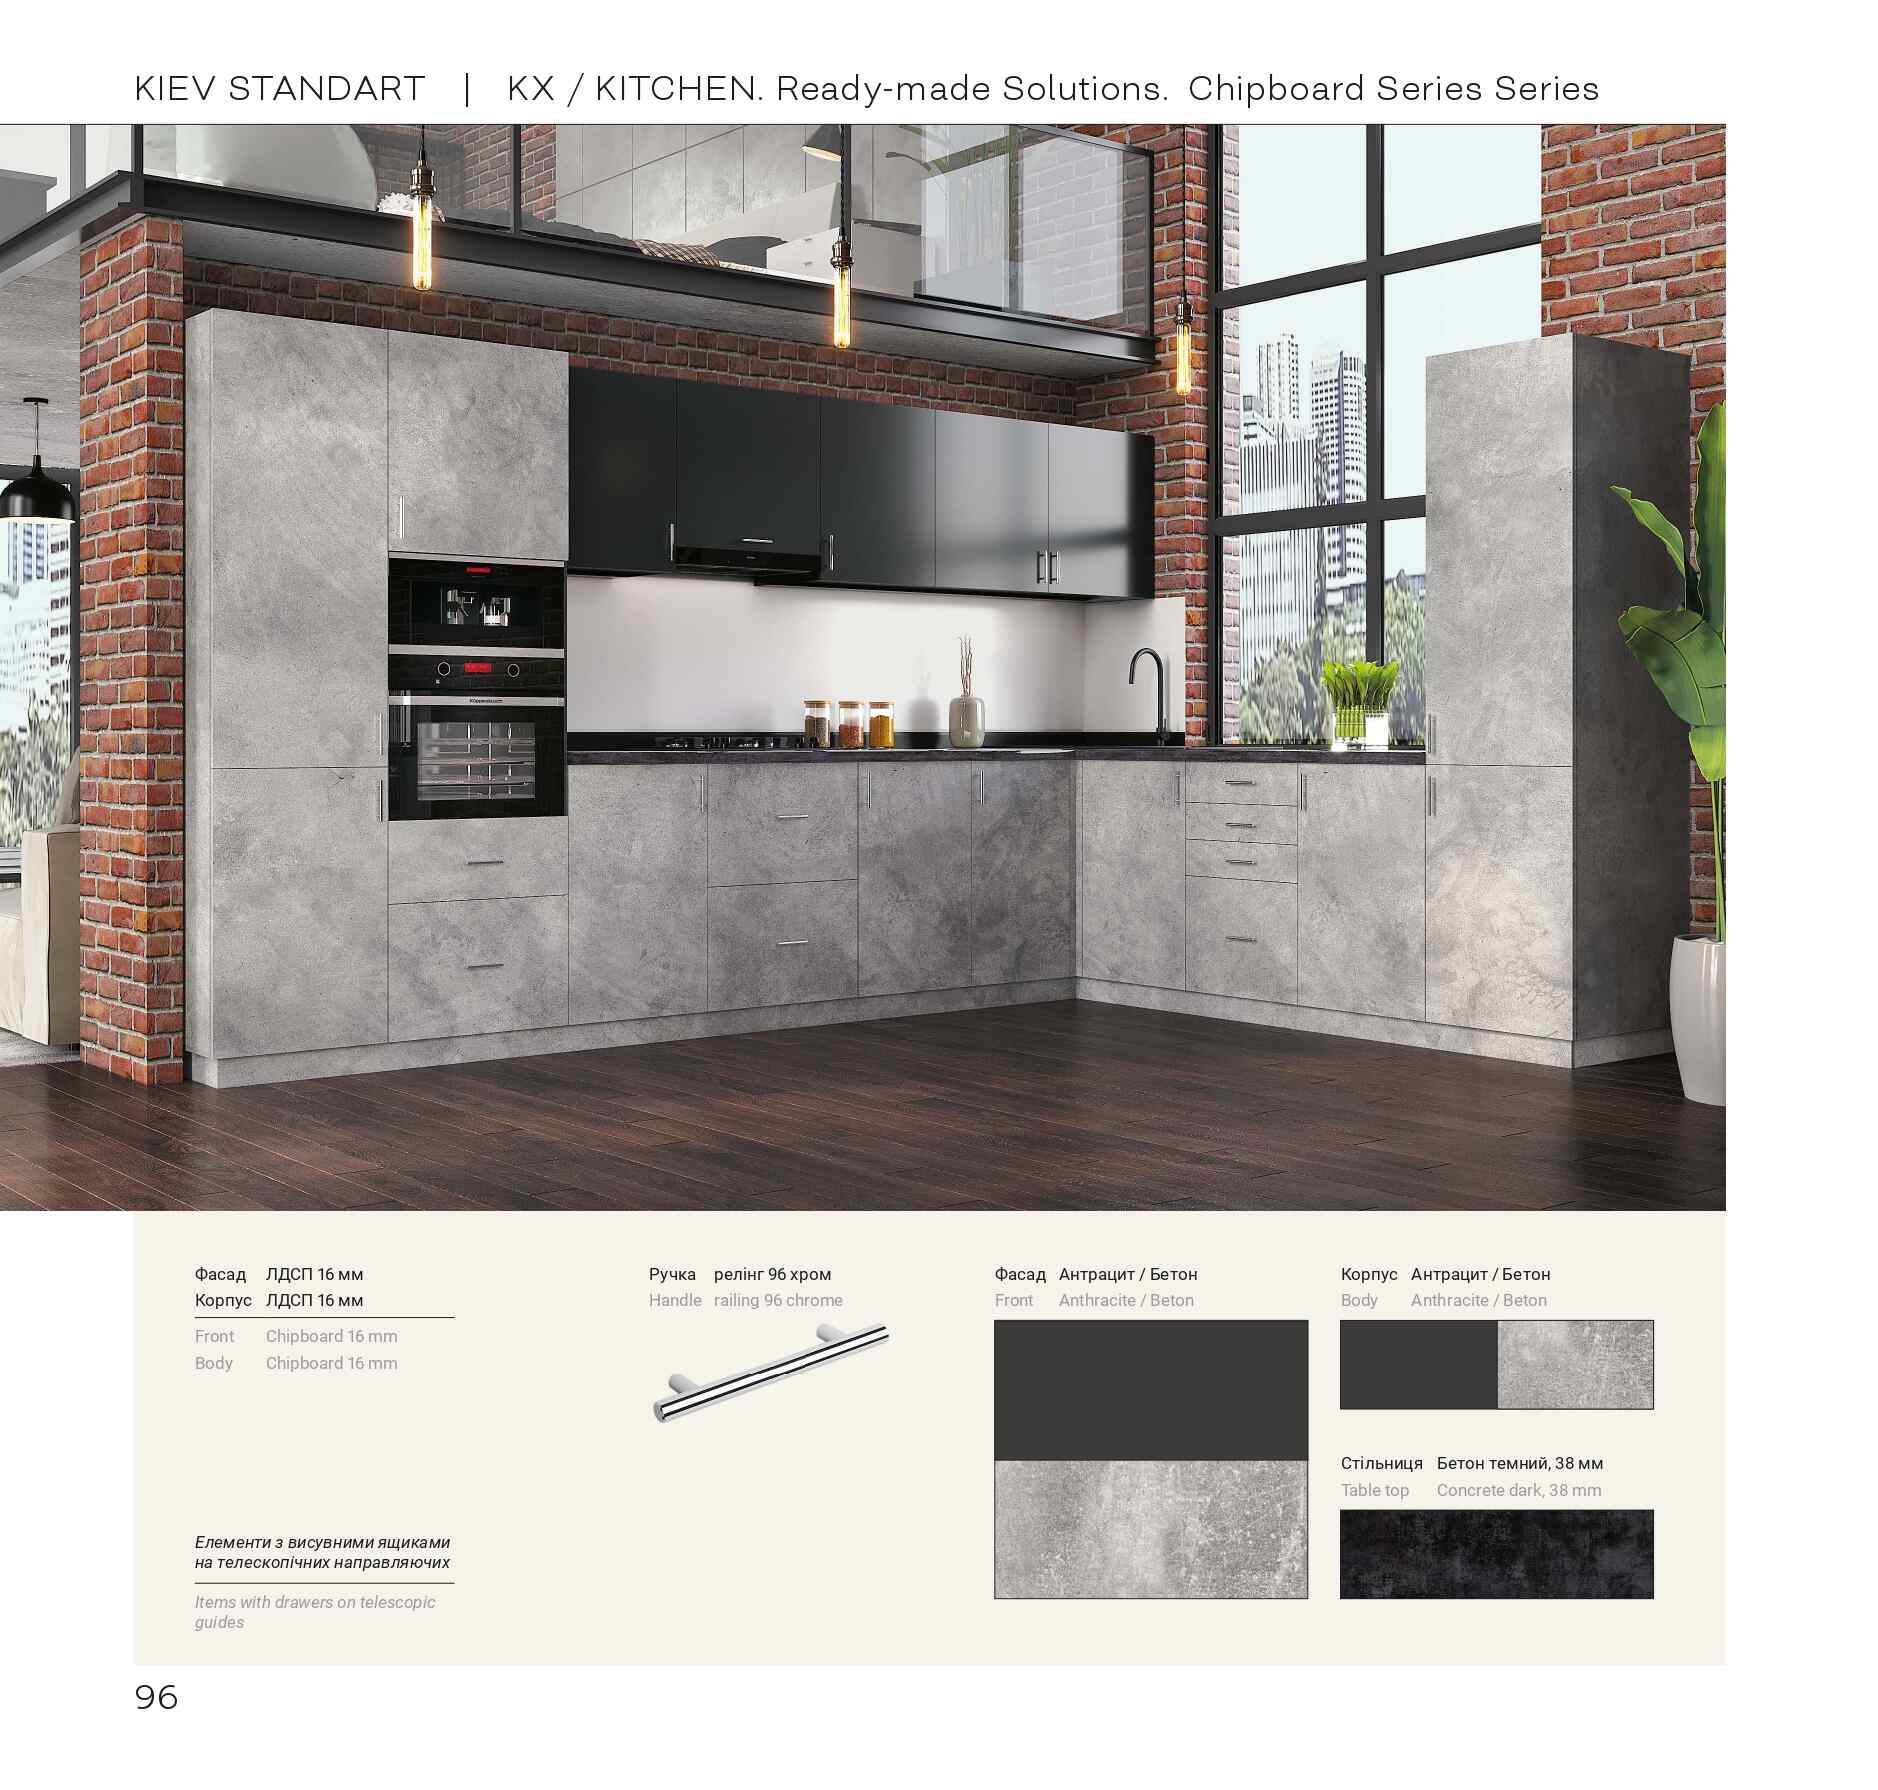 KIEV STANDART | KX / KITCHEN. Ready-made Solutions. Chipboard Series Series
Фасад ЛДСП 16 мм
Корпус ЛДСП 16 мм
Front Chipboard 16 mm
Body Chipboard 16 mm
Елементи з висувними ящиками
на телескопічних направляючих
Items with drawers on telescopic
guides
Ручка релінг 96 хром
Handle railing 96 chrome
Фасад Антрацит / Бетон
Front Anthracite / Beton
Корпус Антрацит / Бетон
Body Anthracite / Beton
Стільниця Бетон темний, 38 мм
Table top Concrete dark, 38 mm
96